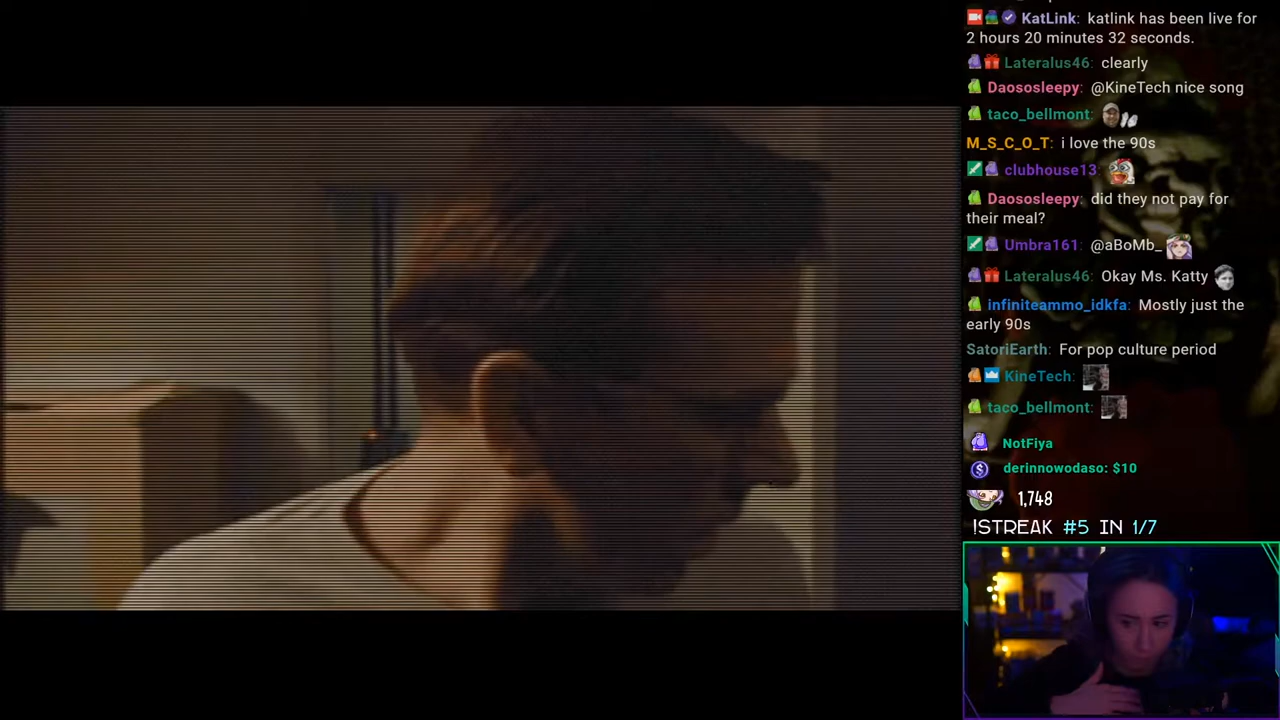 KatLink: katlink has been live for
2 hours 20 minutes 32 seconds.
Lateralus46: clearly
Daososleepy: @KineTech nice song
taco_bellmont:
M_S_C_O_T: i love the 90s
clubhouse13:
Daososleepy: did they not pay for
their meal?
Umbra161: @aBoMb_
Lateralus46: Okay Ms. Katty
infiniteammo_idkfa: Mostly just the
early 90s
SatoriEarth: For pop culture period
KineTech:
taco_bellmont:
NotFiya
derinnowodaso: $10
1,748
!STREAK #5 IN 1/7